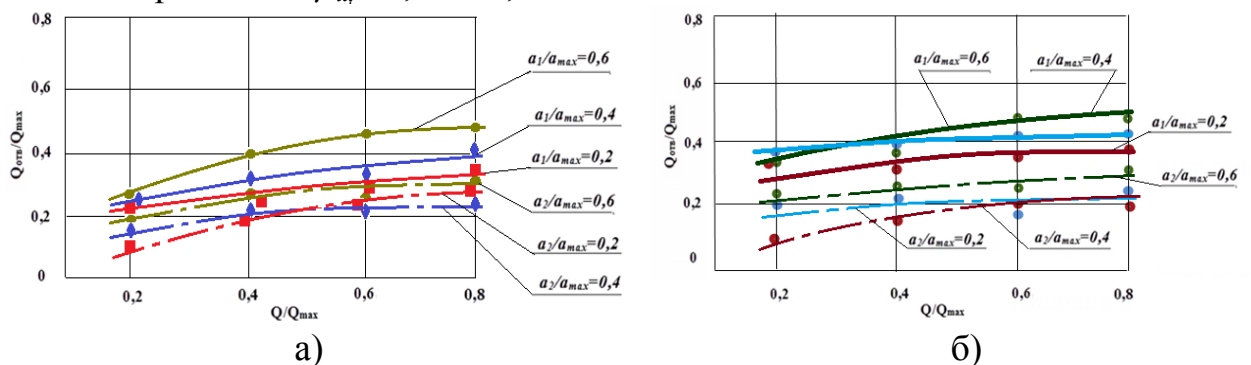 0,8
0,6
0,4
0,2
0
Qотв/Qmax
0,2
0,4
0,6
0,8
Q/Qmax
a1/amax=0,6
a1/amax=0,4
a1/amax=0,2
a2/amax=0,6
a2/amax=0,2
a2/amax=0,4
а)
0,8
0,6
0,4
0,2
0
Qотв/Qmax
0,2
0,4
0,6
0,8
Q/Qmax
a1/amax=0,6
a1/amax=0,4
a1/amax=0,2
a2/amax=0,6
a2/amax=0,2
a2/amax=0,4
б)